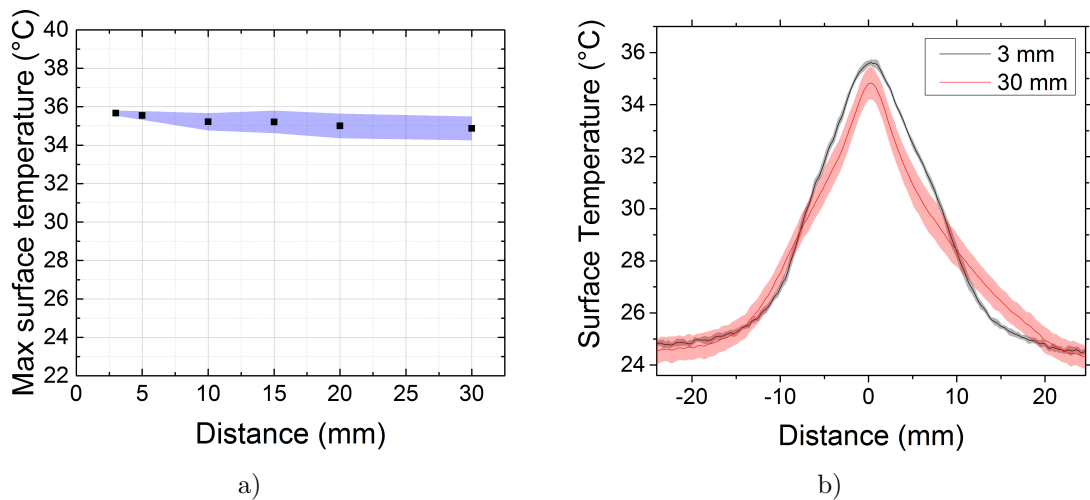 Max surface temperature (°C)
40
38
36
34
32
30
28
26
24
22
0 5 10 15 20 25 30
Distance (mm)
a)
Surface Temperature (°C)
36
34
32
30
28
26
24
3 mm
30 mm
-20 -10 0 10 20
Distance (mm)
b)